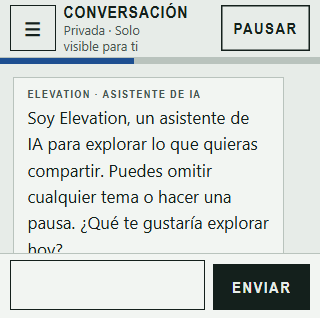 CONVERSACIÓN
Privada · Solo
visible para ti
PAUSAR
ELEVATION · ASISTENTE DE IA
Soy Elevation, un asistente de
IA para explorar lo que quieras
compartir. Puedes omitir
cualquier tema o hacer una
pausa. ¿Qué te gustaría explorar
hoy?
ENVIAR